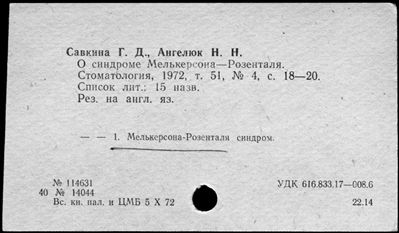 Савкина Г. Д., Ангелюк Н. Н.
О синдроме Мелькерсона—Розенталя.
Стоматология, 1972, т. 51, № 4, с. 18—20.
Список лит.: 15 назв.
Рез. на англ. яз.
— — 1. Мелькерсона-Розенталя синдром.
№ 114631
УДК 616.833.17—008.6
40 № 14044
Вс. кн. пал. и ЦМБ 5 X 72
22.14